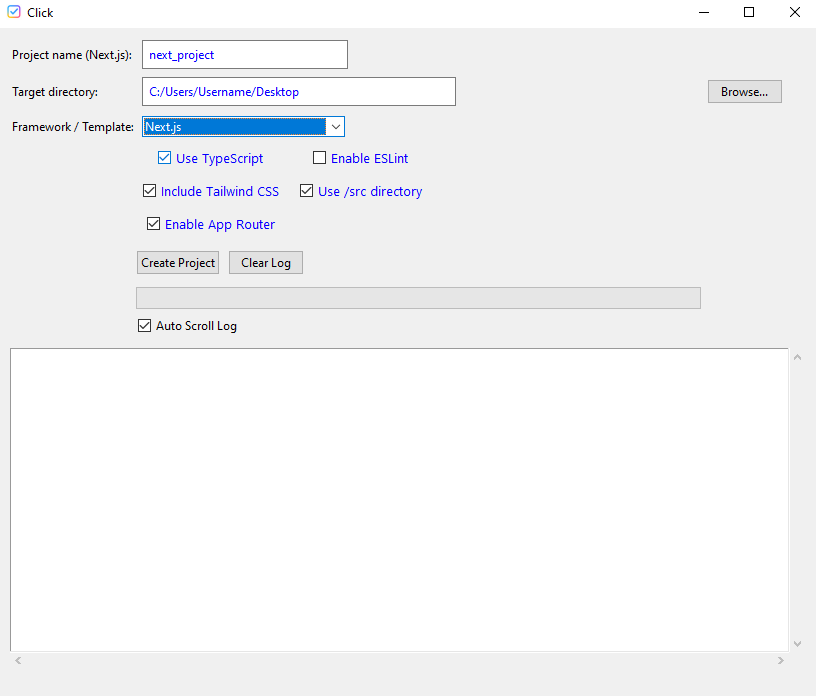 Click
Project name (Next.js): next_project
Target directory: C:/Users/Username/Desktop Browse...
Framework / Template: Next.js
Use TypeScript Enable ESLint
Include Tailwind CSS Use /src directory
Enable App Router
Create Project Clear Log
Auto Scroll Log